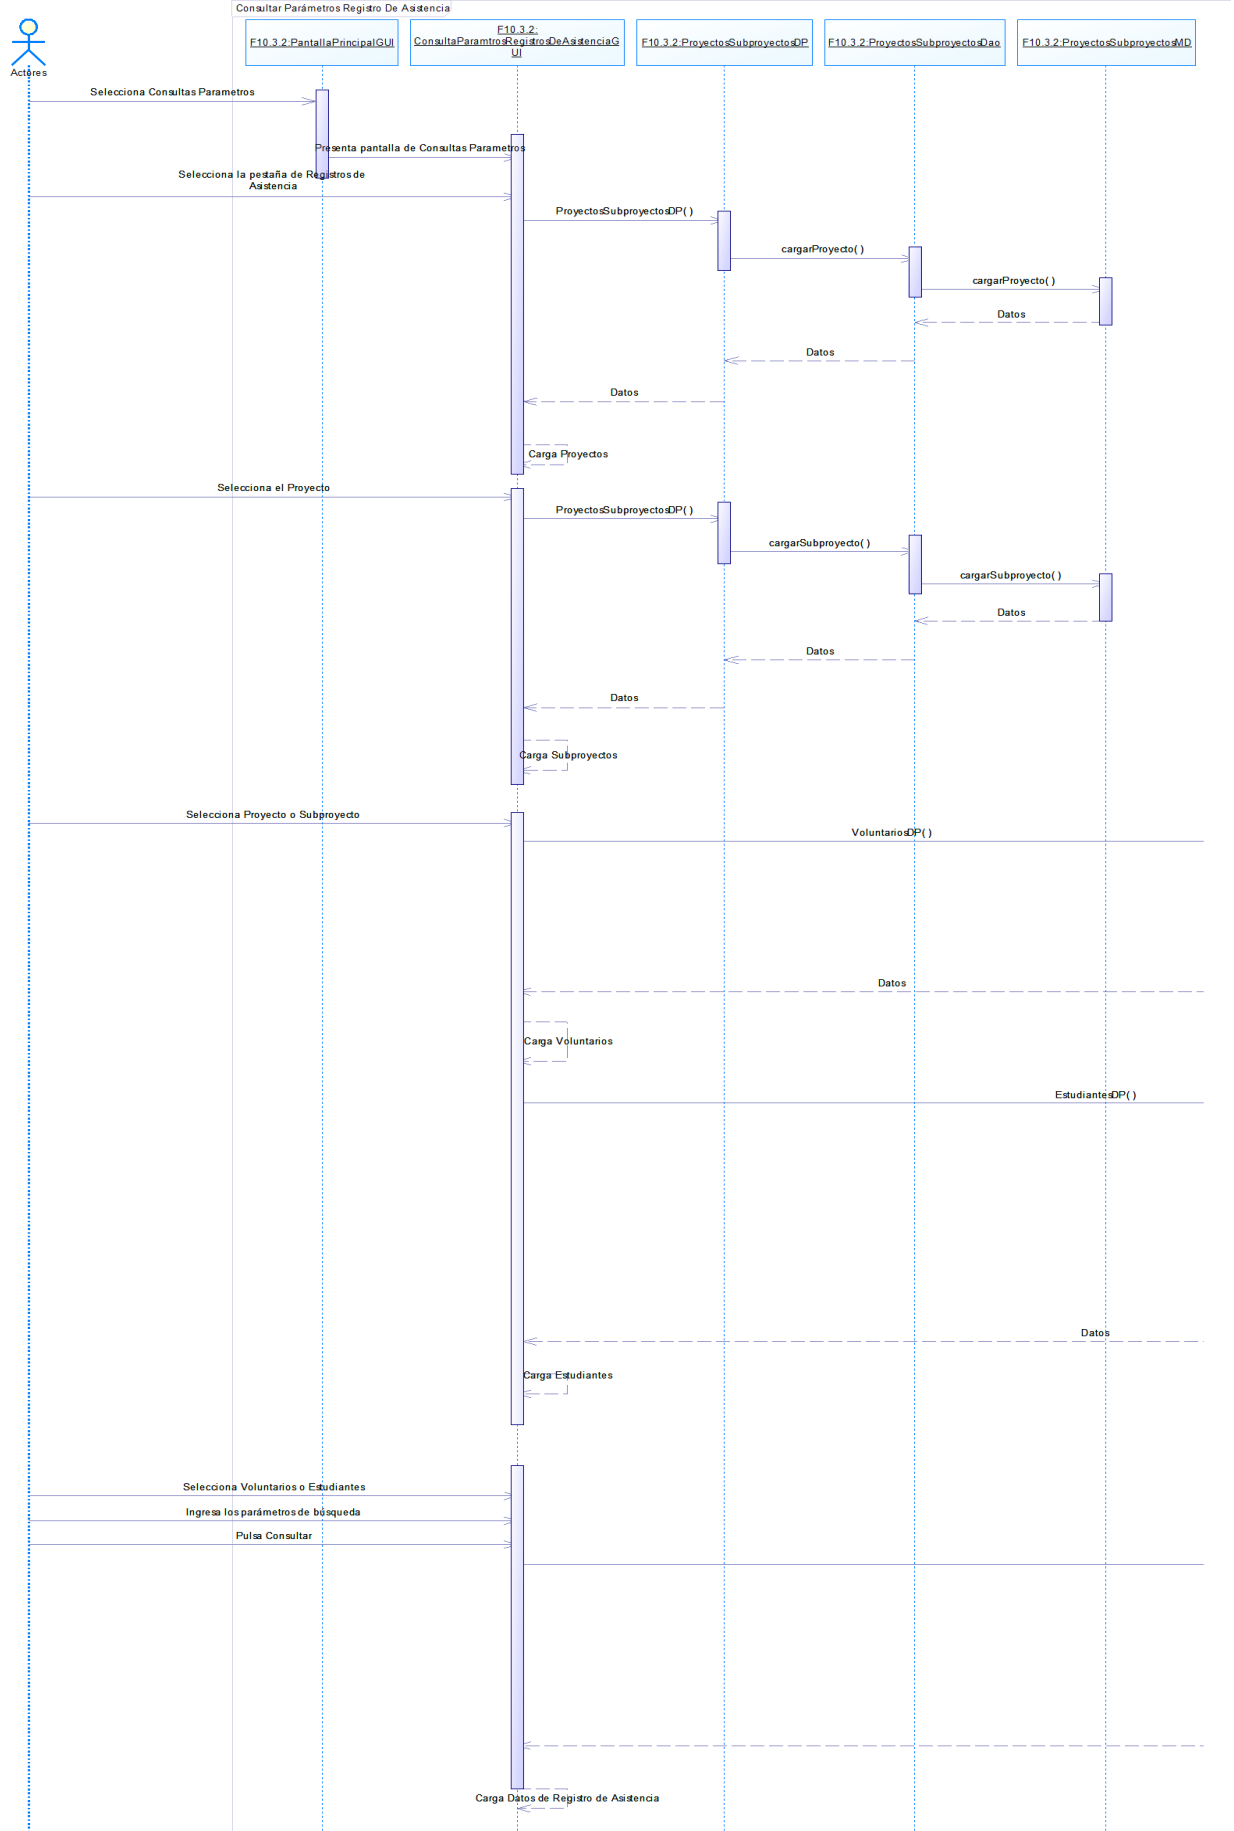 Consultar Parámetros Registro De Asistencia
Actores
F10.3.2:PantallaPrincipalGUI
F10.3.2:
ConsultaParamtrosRegistrosDeAsistenciaG
UI
F10.3.2:ProyectosSubproyectosDP
F10.3.2:ProyectosSubproyectosDao
F10.3.2:ProyectosSubproyectosMD
Selecciona Consultas Parametros
Presenta pantalla de Consultas Parametros
Selecciona la pestaña de Registros de
Asistencia
ProyectosSubproyectosDP( )
cargarProyecto( )
cargarProyecto( )
Datos
Datos
Datos
Carga Proyectos
Selecciona el Proyecto
ProyectosSubproyectosDP( )
cargarSubproyecto( )
cargarSubproyecto( )
Datos
Datos
Datos
Carga Subproyectos
Selecciona Proyecto o Subproyecto
VoluntariosDP( )
Datos
Carga Voluntarios
EstudiantesDP( )
Datos
Carga Estudiantes
Selecciona Voluntarios o Estudiantes
Ingresa los parámetros de búsqueda
Pulsa Consultar
Carga Datos de Registro de Asistencia